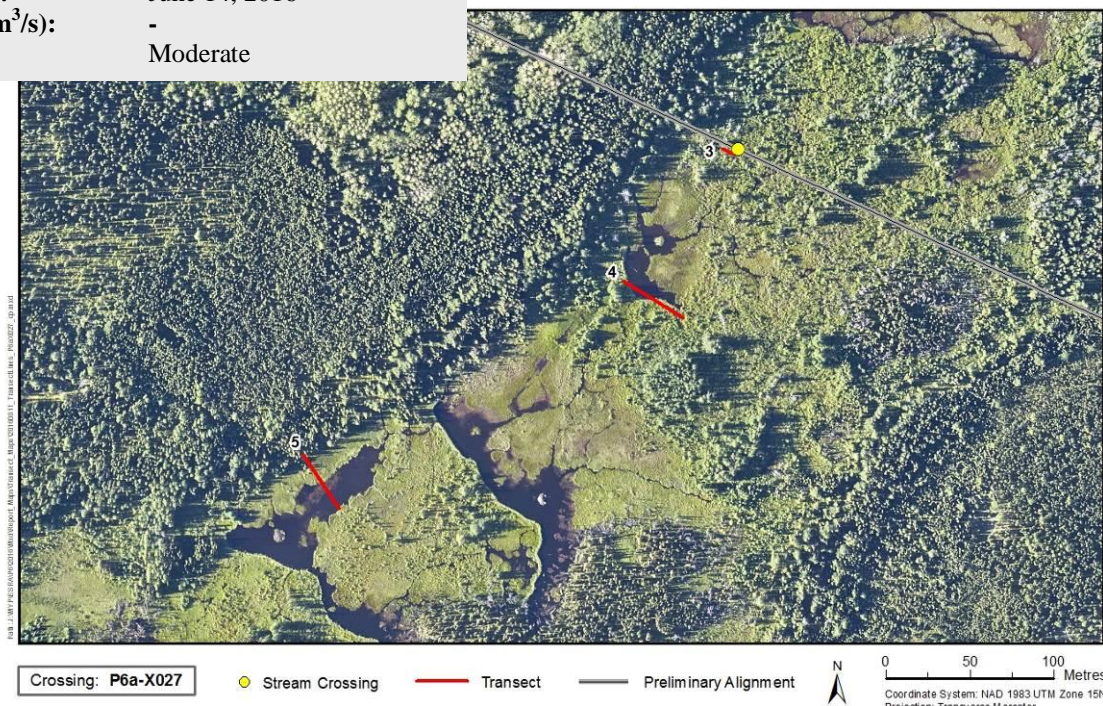 m³/s): -
Moderate
3
4
5
Crossing: P6a-X027
Stream Crossing
Transect
Preliminary Alignment
N
0 50 100
Metres
Coordinate System: NAD 1983 UTM Zone 15N